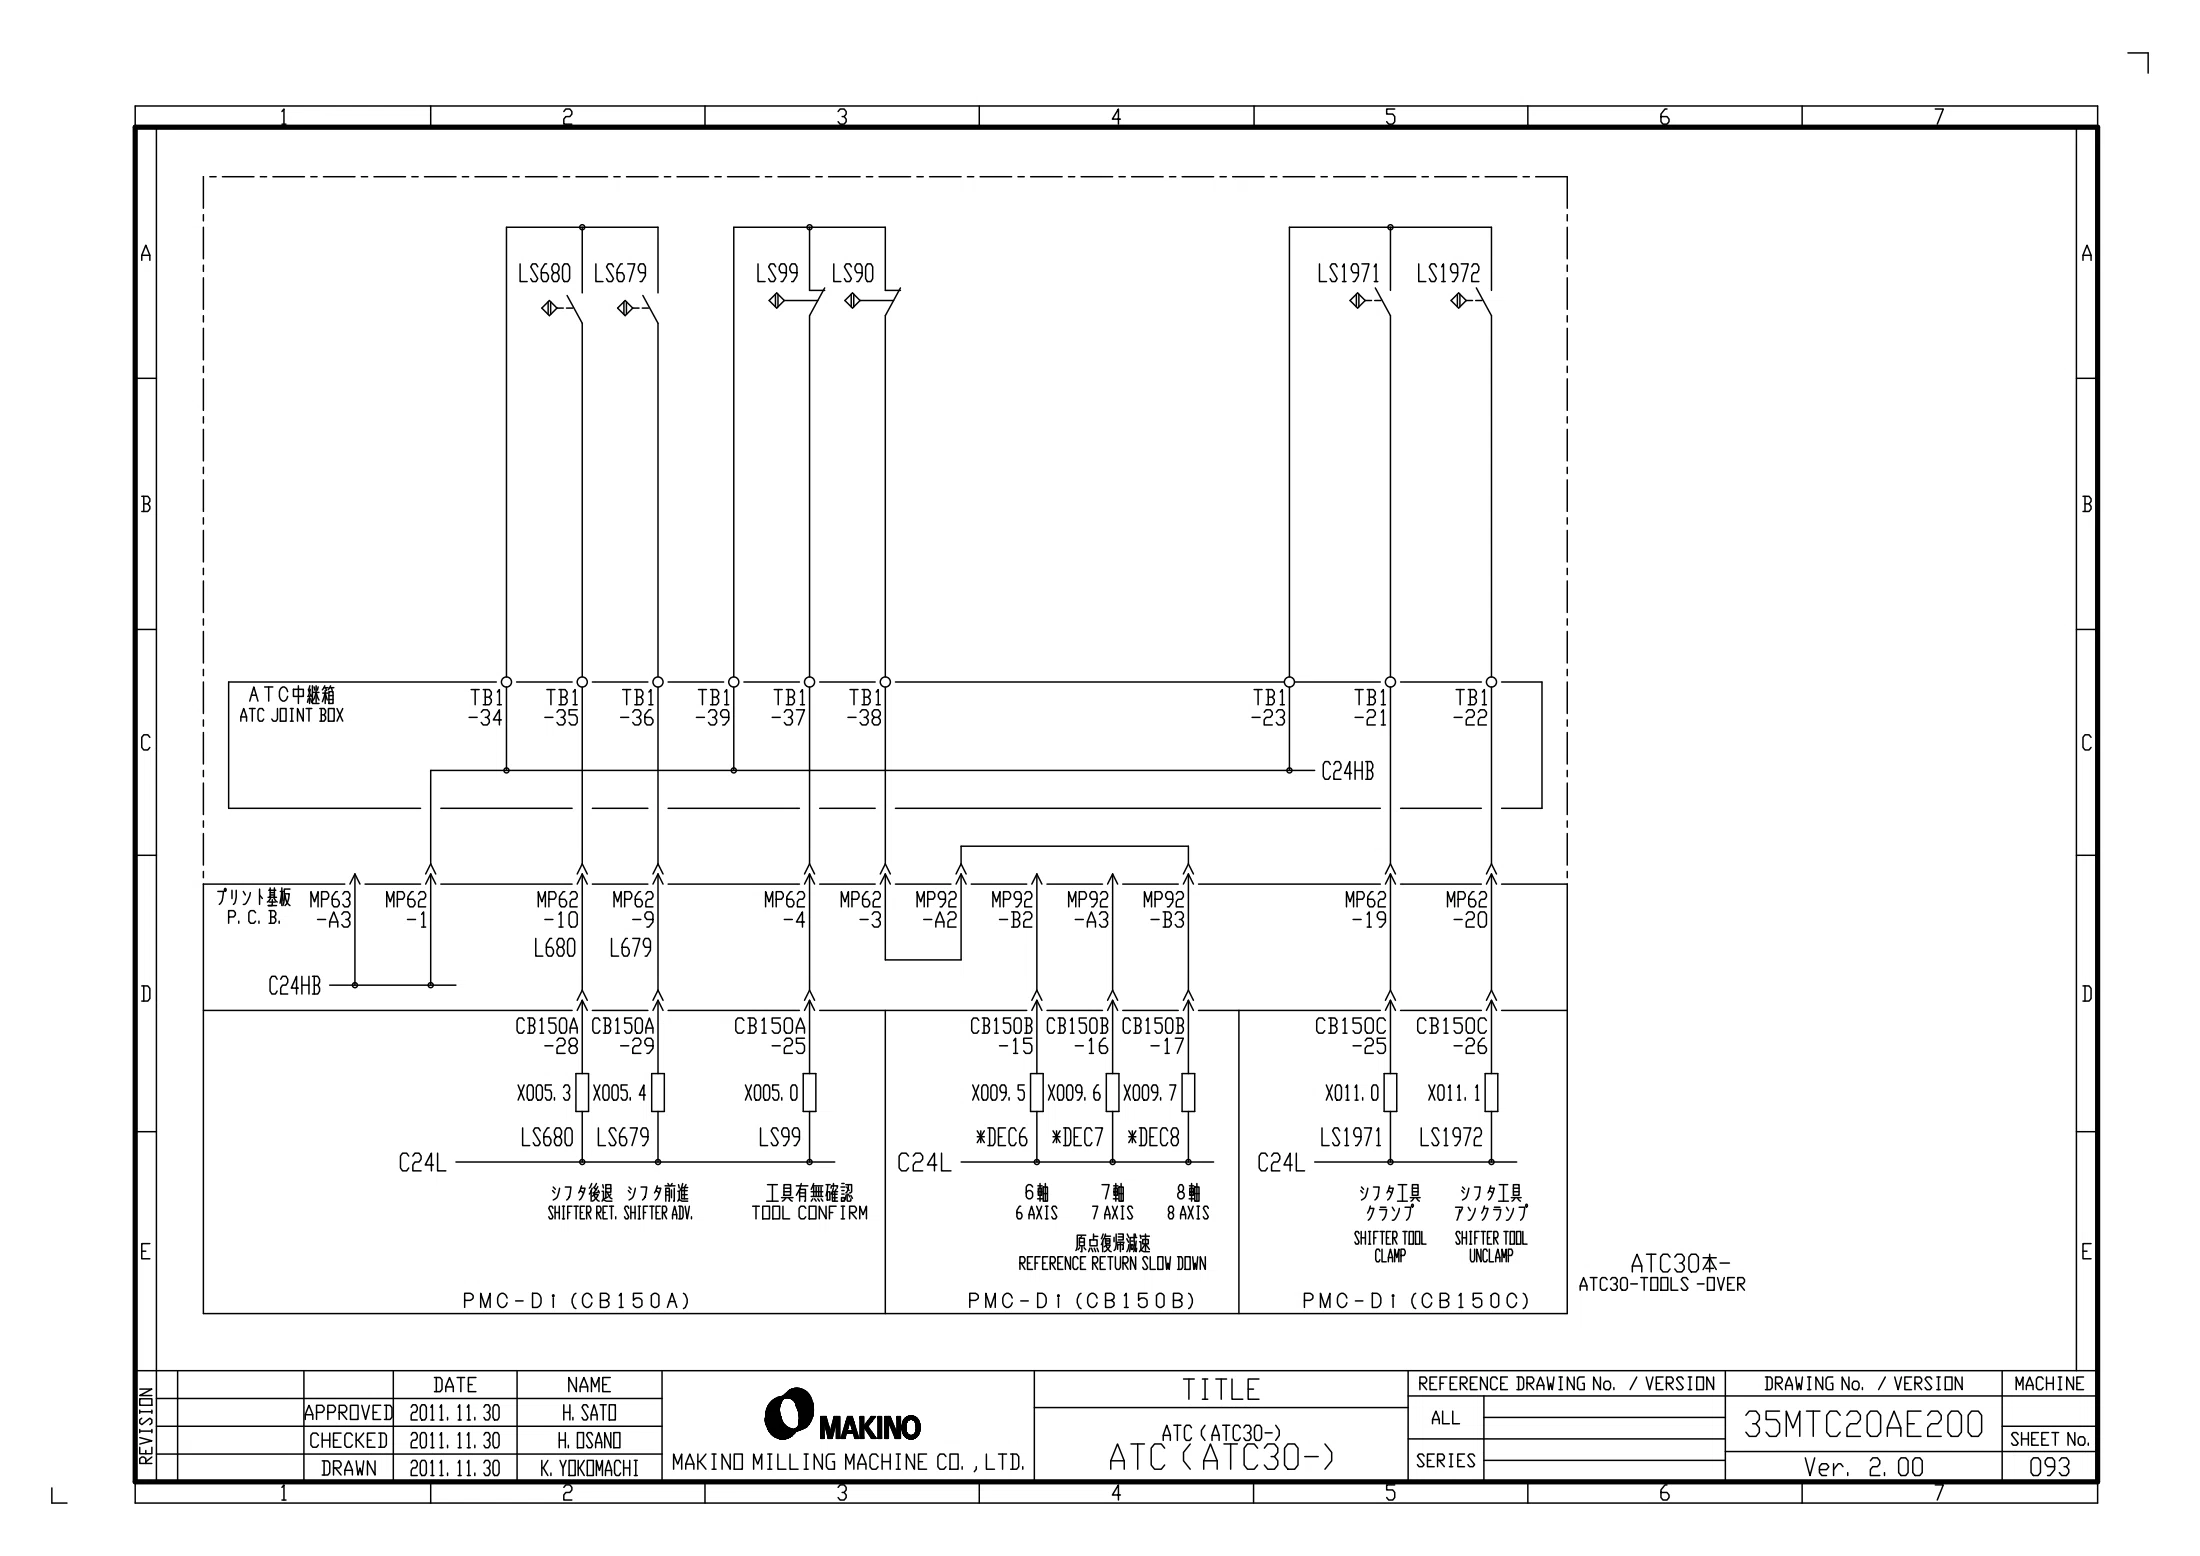 1 2 3 4 5 6 7
A A
LS680 LS679 LS99 LS90 LS1971 LS1972
B B
ATC中継箱
ATC JOINT BOX
TB1 TB1 TB1 TB1 TB1 TB1 TB1 TB1 TB1
-34 -35 -36 -39 -37 -38 -23 -21 -22
C C
C24HB
プリント基板
P. C. B.
MP63 MP62 MP62 MP62 MP62 MP62 MP92 MP92 MP92 MP92 MP62 MP62
-A3 -1 -10 -9 -4 -3 -A2 -B2 -A3 -B3 -19 -20
L680 L679
C24HB
D D
CB150A CB150A CB150A CB150B CB150B CB150B CB150C CB150C
-28 -29 -25 -15 -16 -17 -25 -26
X005.3 X005.4 X005.0 X009.5 X009.6 X009.7 X011.0 X011.1
LS680 LS679 LS99 *DEC6 *DEC7 *DEC8 LS1971 LS1972
C24L C24L C24L
シフタ後退 シフタ前進 工具有無確認 6軸 7軸 8軸 シフタ工具 シフタ工具
SHIFTER RET. SHIFTER ADV. TOOL CONFIRM 6 AXIS 7 AXIS 8 AXIS クランプ アンクランプ
原点復帰減速 SHIFTER TOOL SHIFTER TOOL
REFERENCE RETURN SLOW DOWN CLAMP UNCLAMP
E E
ATC30本-
ATC30-TOOLS -OVER
PMC-Di (CB150A) PMC-Di (CB150B) PMC-Di (CB150C)
REVISION
DATE NAME
APPROVED 2011.11.30 H. SATO
CHECKED 2011.11.30 H. OSANO
DRAWN 2011.11.30 K. YOKOMACHI
MAKINO
MAKINO MILLING MACHINE CO., LTD.
TITLE
ATC (ATC30-)
ATC (ATC30-)
REFERENCE DRAWING No. / VERSION
ALL
SERIES
DRAWING No. / VERSION
35MTC20AE200
Ver. 2.00
MACHINE
SHEET No.
093
1 2 3 4 5 6 7